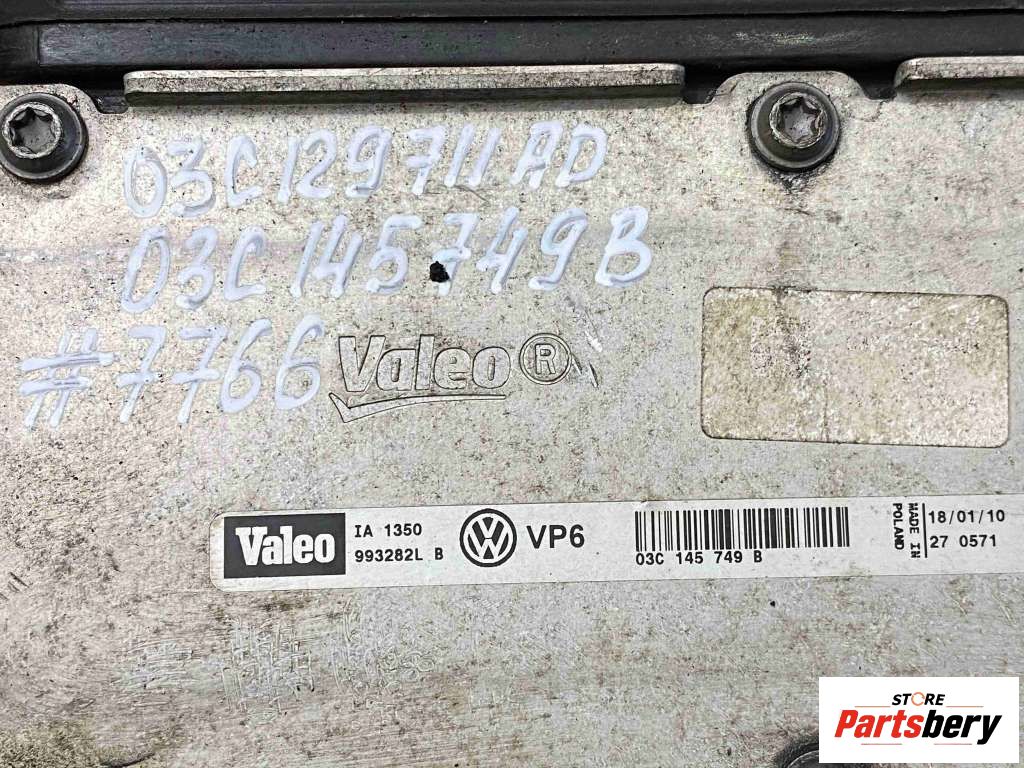 03C129711AD
03C145749B
#7766
Valeo®
Valeo
IA 1350
993282L B
VP6
03C 145 749 B
MADE IN
POLAND
18/01/10
27 0571
STORE
Partsbery